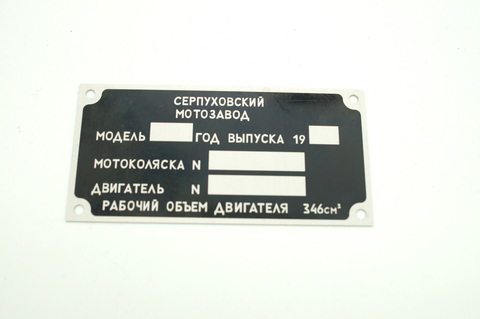 СЕРПУХОВСКИЙ
МОТОЗАВОД
МОДЕЛЬ ГОД ВЫПУСКА 19
МОТОКОЛЯСКА N
ДВИГАТЕЛЬ N
РАБОЧИЙ ОБЪЕМ ДВИГАТЕЛЯ 346см³